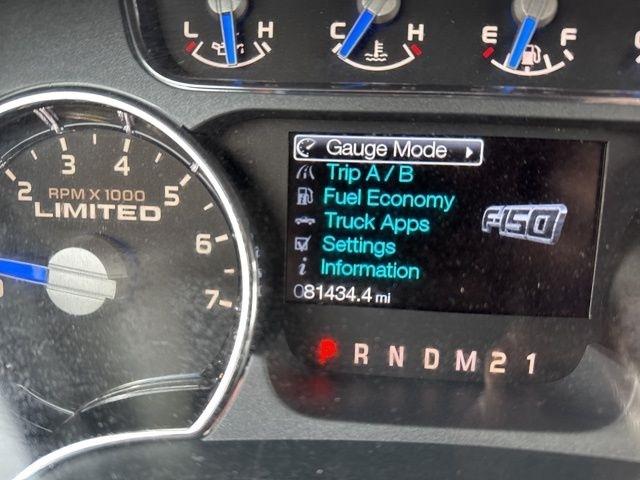 L H C H E F
2 3 4 5 6 7
RPM X 1000
LIMITED
Gauge Mode
Trip A / B
Fuel Economy
Truck Apps
Settings
Information
081434.4 mi
F-150
P R N D M 2 1